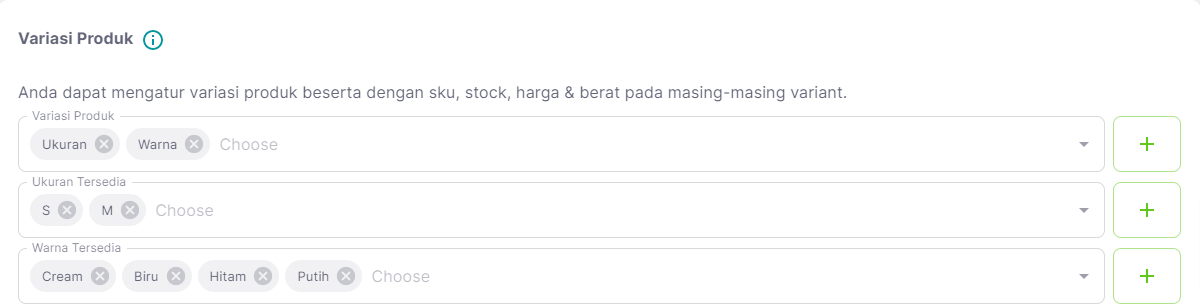 Variasi Produk
Anda dapat mengatur variasi produk beserta dengan sku, stock, harga & berat pada masing-masing variant.
Variasi Produk
Ukuran Warna Choose
Ukuran Tersedia
S M Choose
Warna Tersedia
Cream Biru Hitam Putih Choose